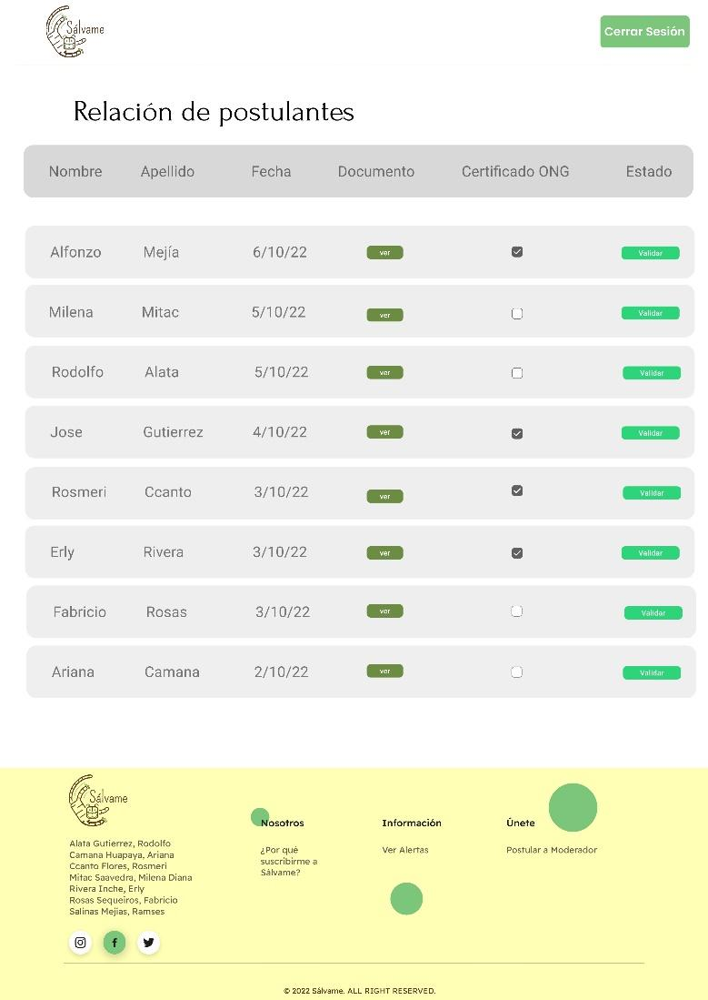 Sálvame
Cerrar Sesión
Relación de postulantes
Nombre Apellido Fecha Documento Certificado ONG Estado
Alfonzo Mejía 6/10/22 ver Validar
Milena Mitac 5/10/22 ver Validar
Rodolfo Alata 5/10/22 ver Validar
Jose Gutierrez 4/10/22 ver Validar
Rosmeri Ccanto 3/10/22 ver Validar
Erly Rivera 3/10/22 ver Validar
Fabricio Rosas 3/10/22 ver Validar
Ariana Camana 2/10/22 ver Validar
Sálvame
Alata Gutierrez, Rodolfo
Camana Huapaya, Ariana
Ccanto Flores, Rosmeri
Mitac Saavedra, Milena Diana
Rivera Inche, Erly
Rosas Sequeiros, Fabricio
Salinas Mejias, Ramses
Nosotros
¿Por qué
suscribirme a
Sálvame?
Información
Ver Alertas
Únete
Postular a Moderador
© 2022 Sálvame. ALL RIGHT RESERVED.